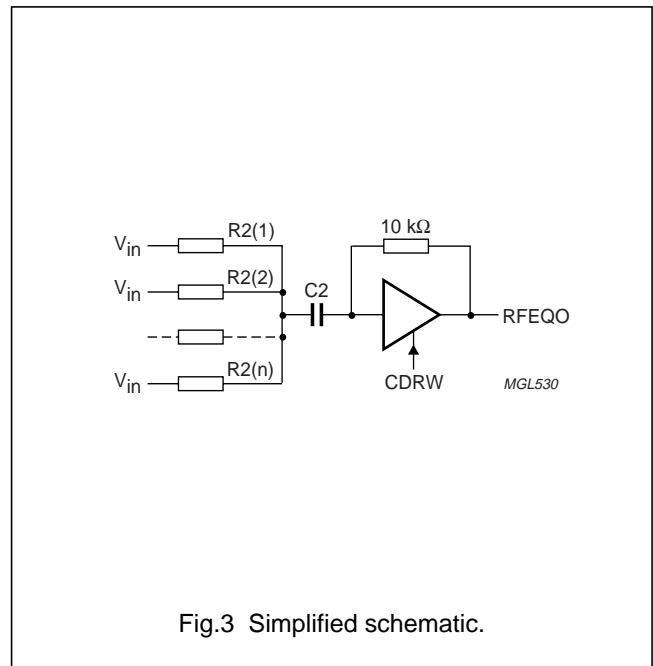 10 kΩ
R2(1)
Vin
R2(2)
Vin
C2
RFEQO
R2(n)
Vin
CDRW
MGL530
Fig.3 Simplified schematic.